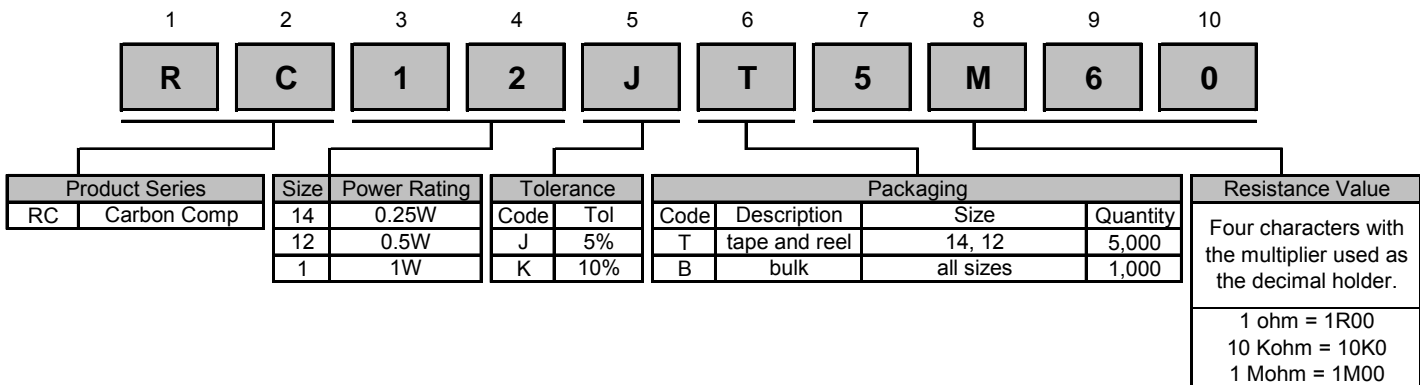 1 2 3 4 5 6 7 8 9 10
R C 1 2 J T 5 M 6 0
Product Series
RC Carbon Comp
Size Power Rating
14 0.25W
12 0.5W
1 1W
Tolerance
Code Tol
J 5%
K 10%
Packaging
Code Description Size Quantity
T tape and reel 14, 12 5,000
B bulk all sizes 1,000
Resistance Value
Four characters with
the multiplier used as
the decimal holder.
1 ohm = 1R00
10 Kohm = 10K0
1 Mohm = 1M00